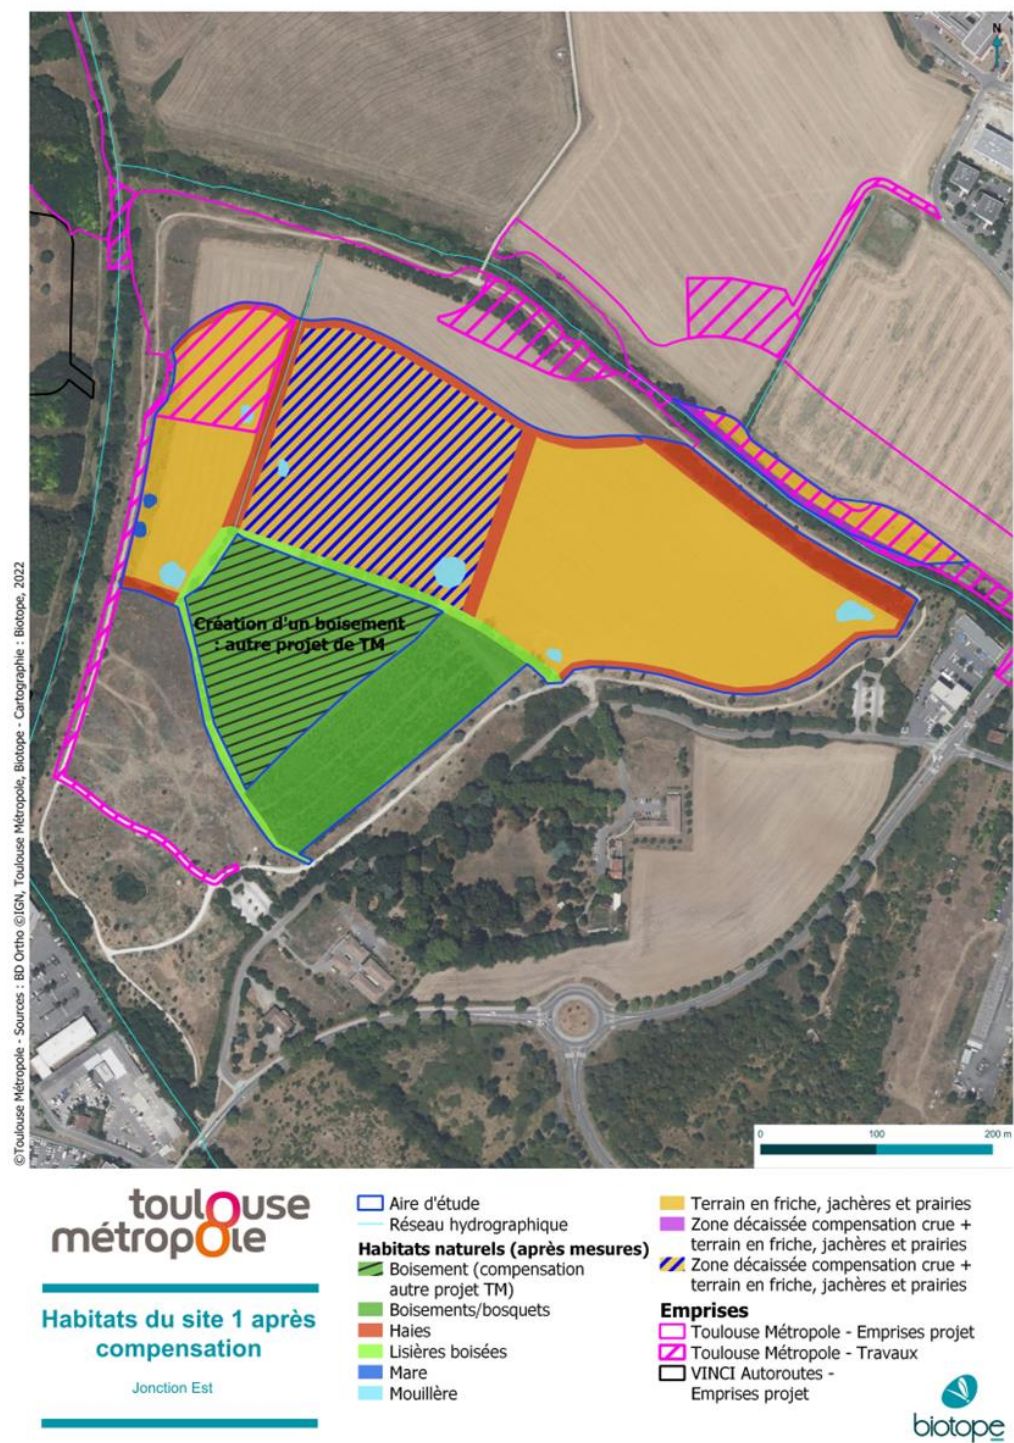 N
Création d'un boisement
: autre projet de TM
©Toulouse Métropole - Sources : BD Ortho ©IGN, Toulouse Métropole, Biotope - Cartographie : Biotope, 2022
0 100 200 m
toulouse
métropole
Habitats du site 1 après
compensation
Jonction Est
Aire d'étude
Réseau hydrographique
Habitats naturels (après mesures)
Boisement (compensation
autre projet TM)
Boisements/bosquets
Haies
Lisières boisées
Mare
Mouillère
Terrain en friche, jachères et prairies
Zone décaissée compensation crue +
terrain en friche, jachères et prairies
Zone décaissée compensation crue +
terrain en friche, jachères et prairies
Emprises
Toulouse Métropole - Emprises projet
Toulouse Métropole - Travaux
VINCI Autoroutes -
Emprises projet
biotope